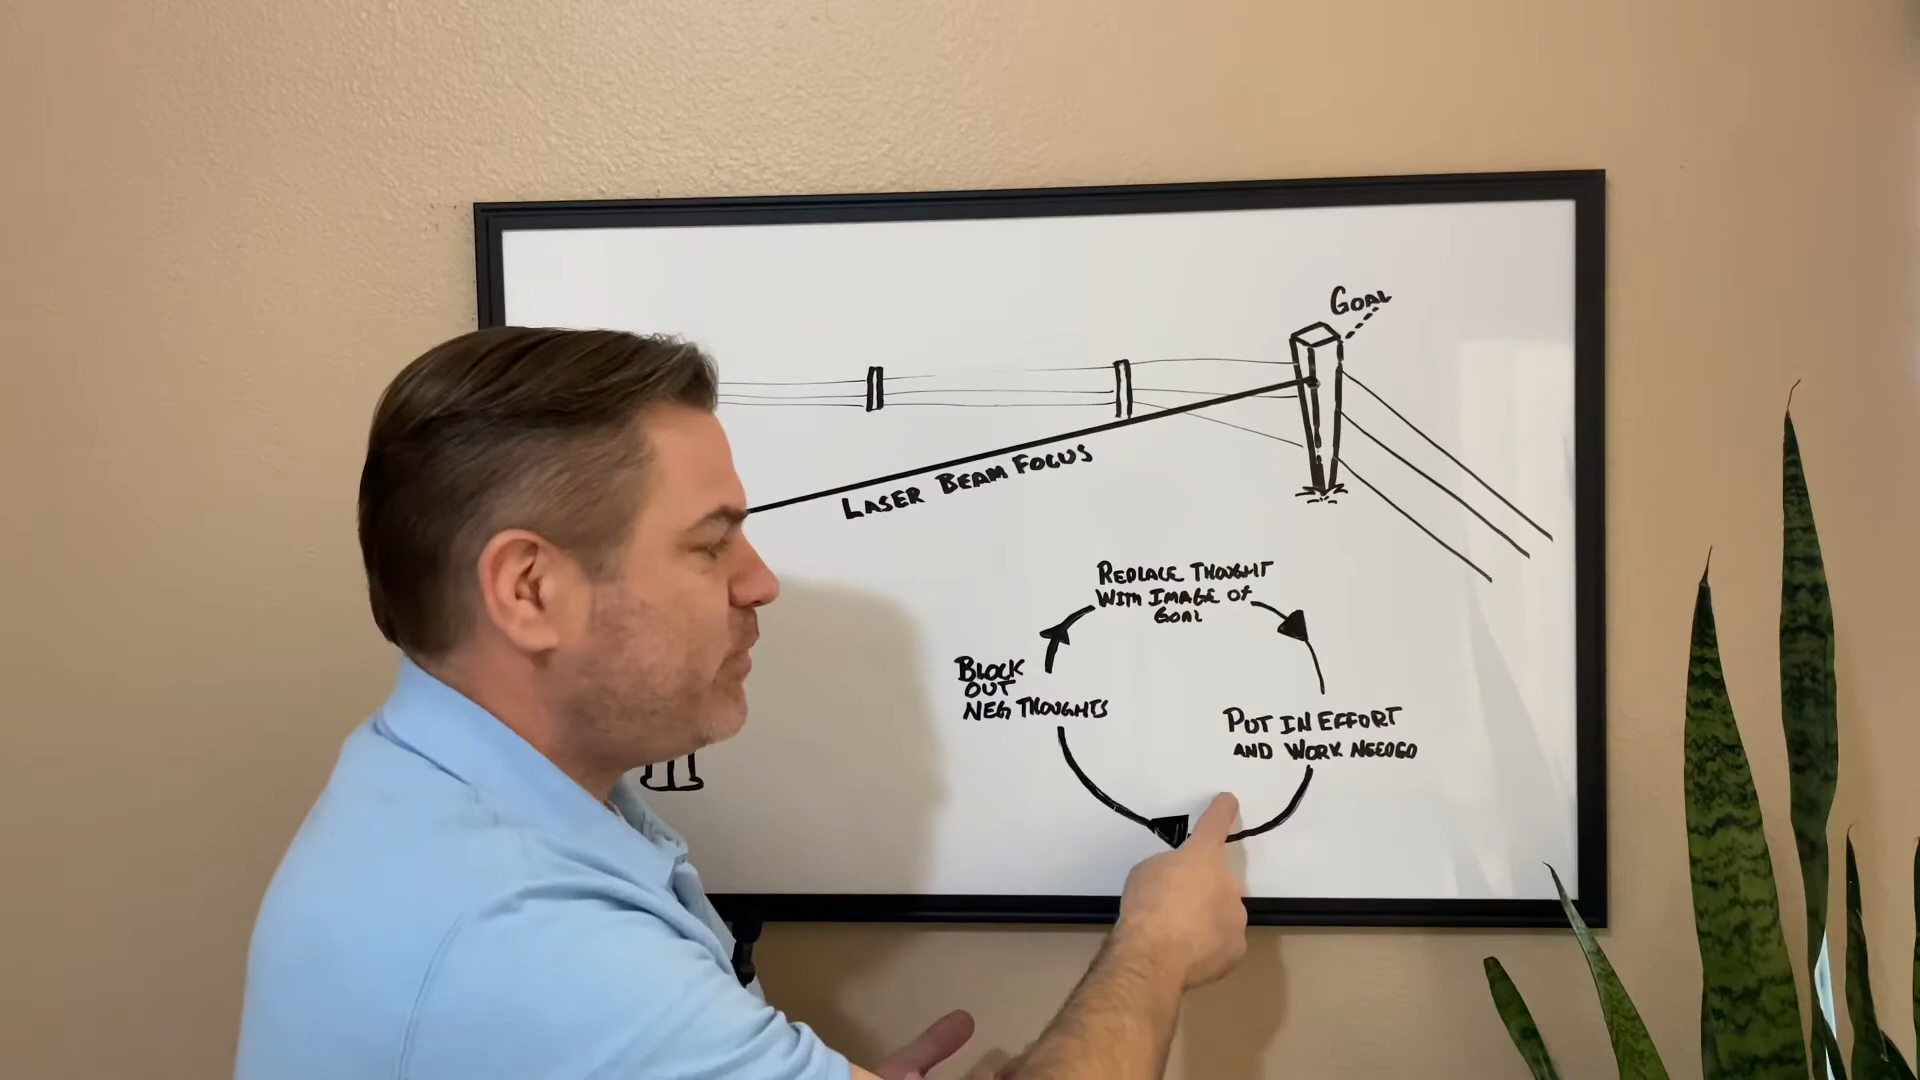 GOAL
LASER BEAM FOCUS
REPLACE THOUGHT
WITH IMAGE OF
GOAL
BLOCK
OUT
NEG THOUGHTS
PUT IN EFFORT
AND WORK NEEDED